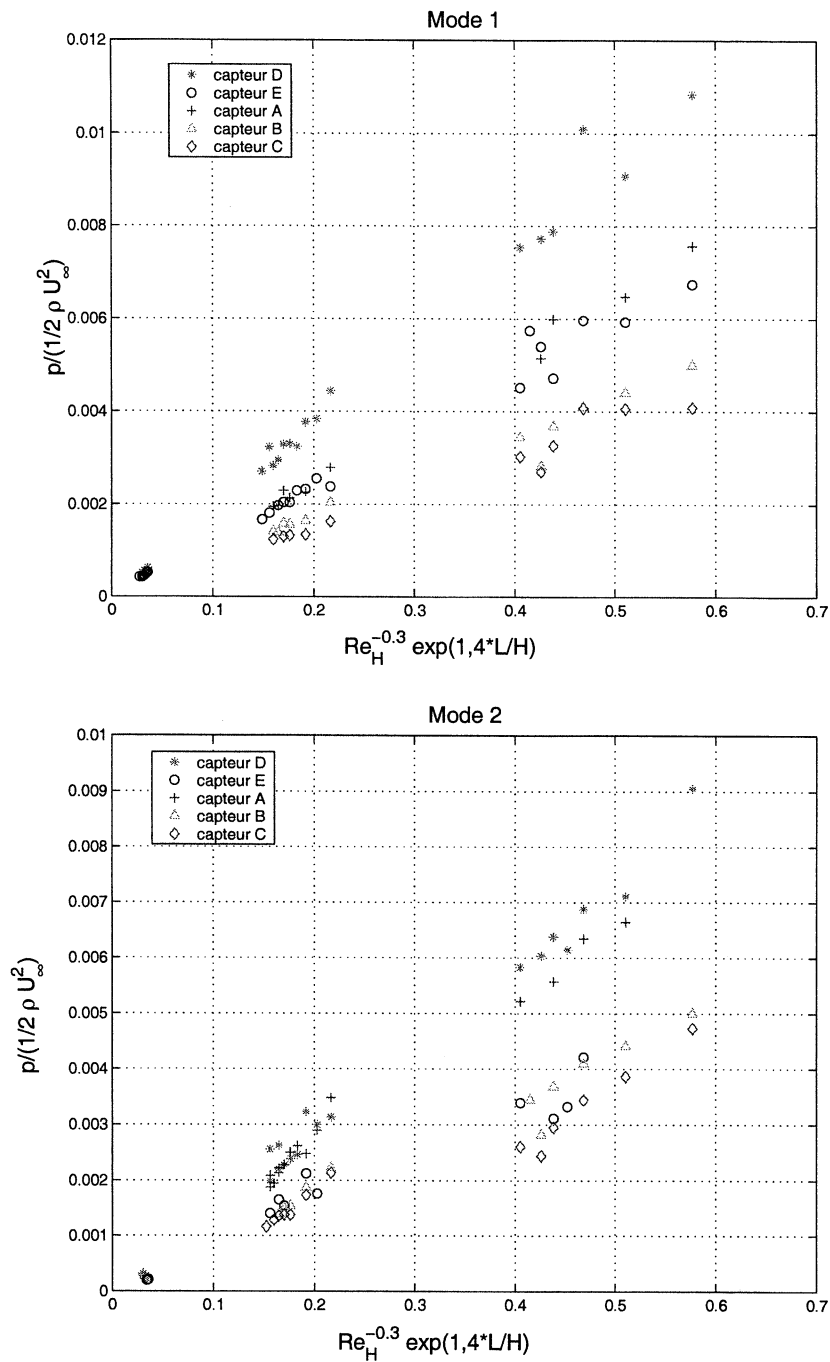 Mode 1
0.012
0.01
0.008
0.006
0.004
0.002
0
capteur D
capteur E
capteur A
capteur B
capteur C
p/(1/2 ρ U²∞)
0 0.1 0.2 0.3 0.4 0.5 0.6 0.7
Re_H^−0.3 exp(1,4*L/H)
Mode 2
0.01
0.009
0.008
0.007
0.006
0.005
0.004
0.003
0.002
0.001
0
capteur D
capteur E
capteur A
capteur B
capteur C
p/(1/2 ρ U²∞)
0 0.1 0.2 0.3 0.4 0.5 0.6 0.7
Re_H^−0.3 exp(1,4*L/H)